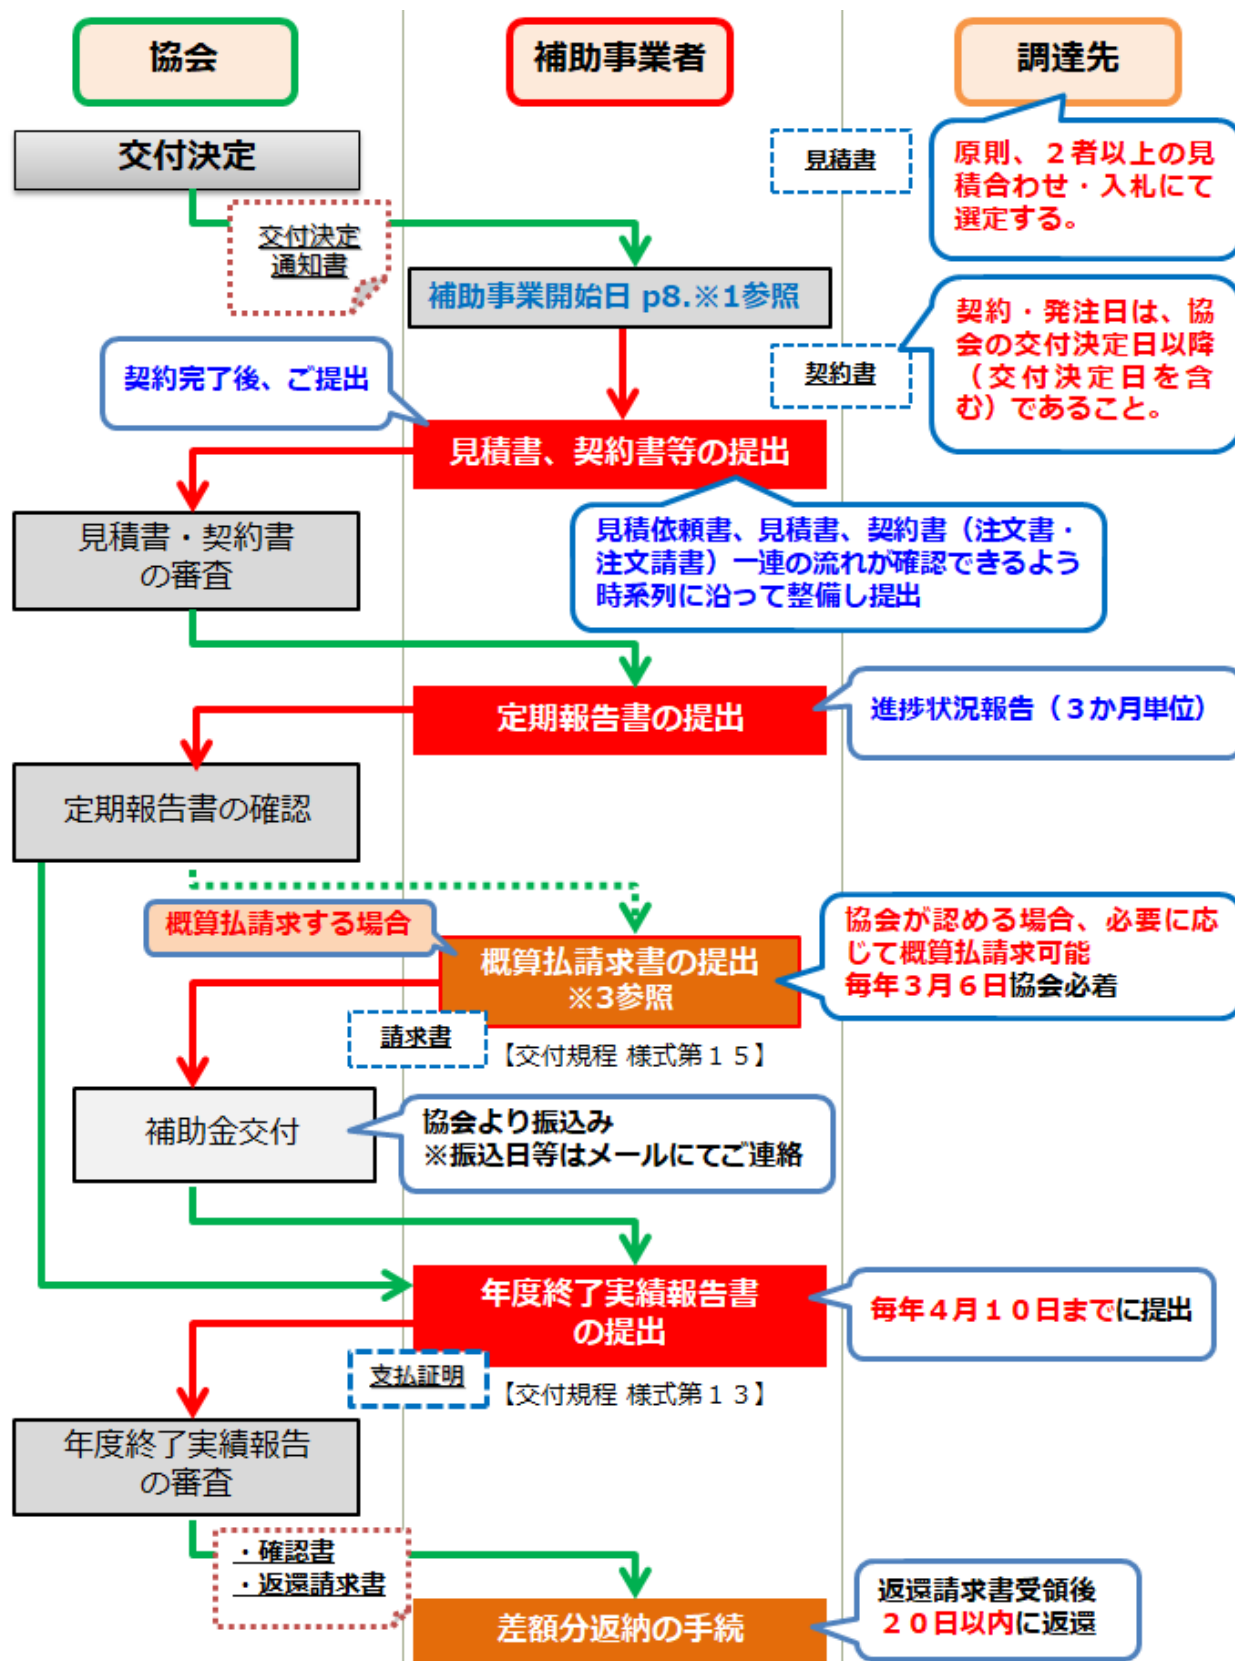 協会
補助事業者
調達先
交付決定
見積書
原則、２者以上の見
積合わせ・入札にて
選定する。
交付決定
通知書
補助事業開始日 p8.※1参照
契約・発注日は、協
会の交付決定日以降
（交付決定日を含
む）であること。
契約書
契約完了後、ご提出
見積書、契約書等の提出
見積書・契約書
の審査
見積依頼書、見積書、契約書（注文書・
注文請書）一連の流れが確認できるよう
時系列に沿って整備し提出
定期報告書の提出
進捗状況報告（３か月単位）
定期報告書の確認
概算払請求する場合
概算払請求書の提出
※3参照
協会が認める場合、必要に応
じて概算払請求可能
毎年３月６日協会必着
請求書
【交付規程 様式第１５】
補助金交付
協会より振込み
※振込日等はメールにてご連絡
年度終了実績報告書
の提出
毎年４月１０日までに提出
支払証明
【交付規程 様式第１３】
年度終了実績報告
の審査
・確認書
・返還請求書
差額分返納の手続
返還請求書受領後
２０日以内に返還